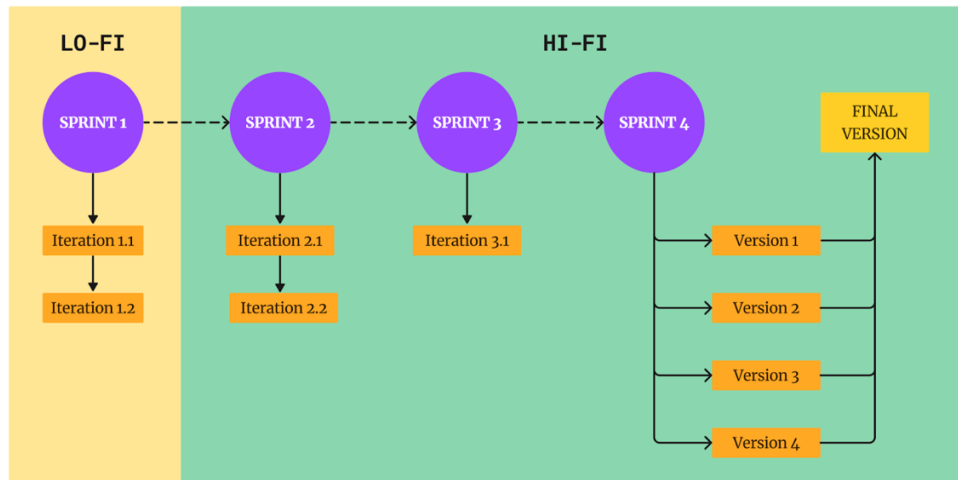 LO-FI
HI-FI
SPRINT 1
SPRINT 2
SPRINT 3
SPRINT 4
FINAL
VERSION
Iteration 1.1
Iteration 2.1
Iteration 3.1
Version 1
Iteration 1.2
Iteration 2.2
Version 2
Version 3
Version 4